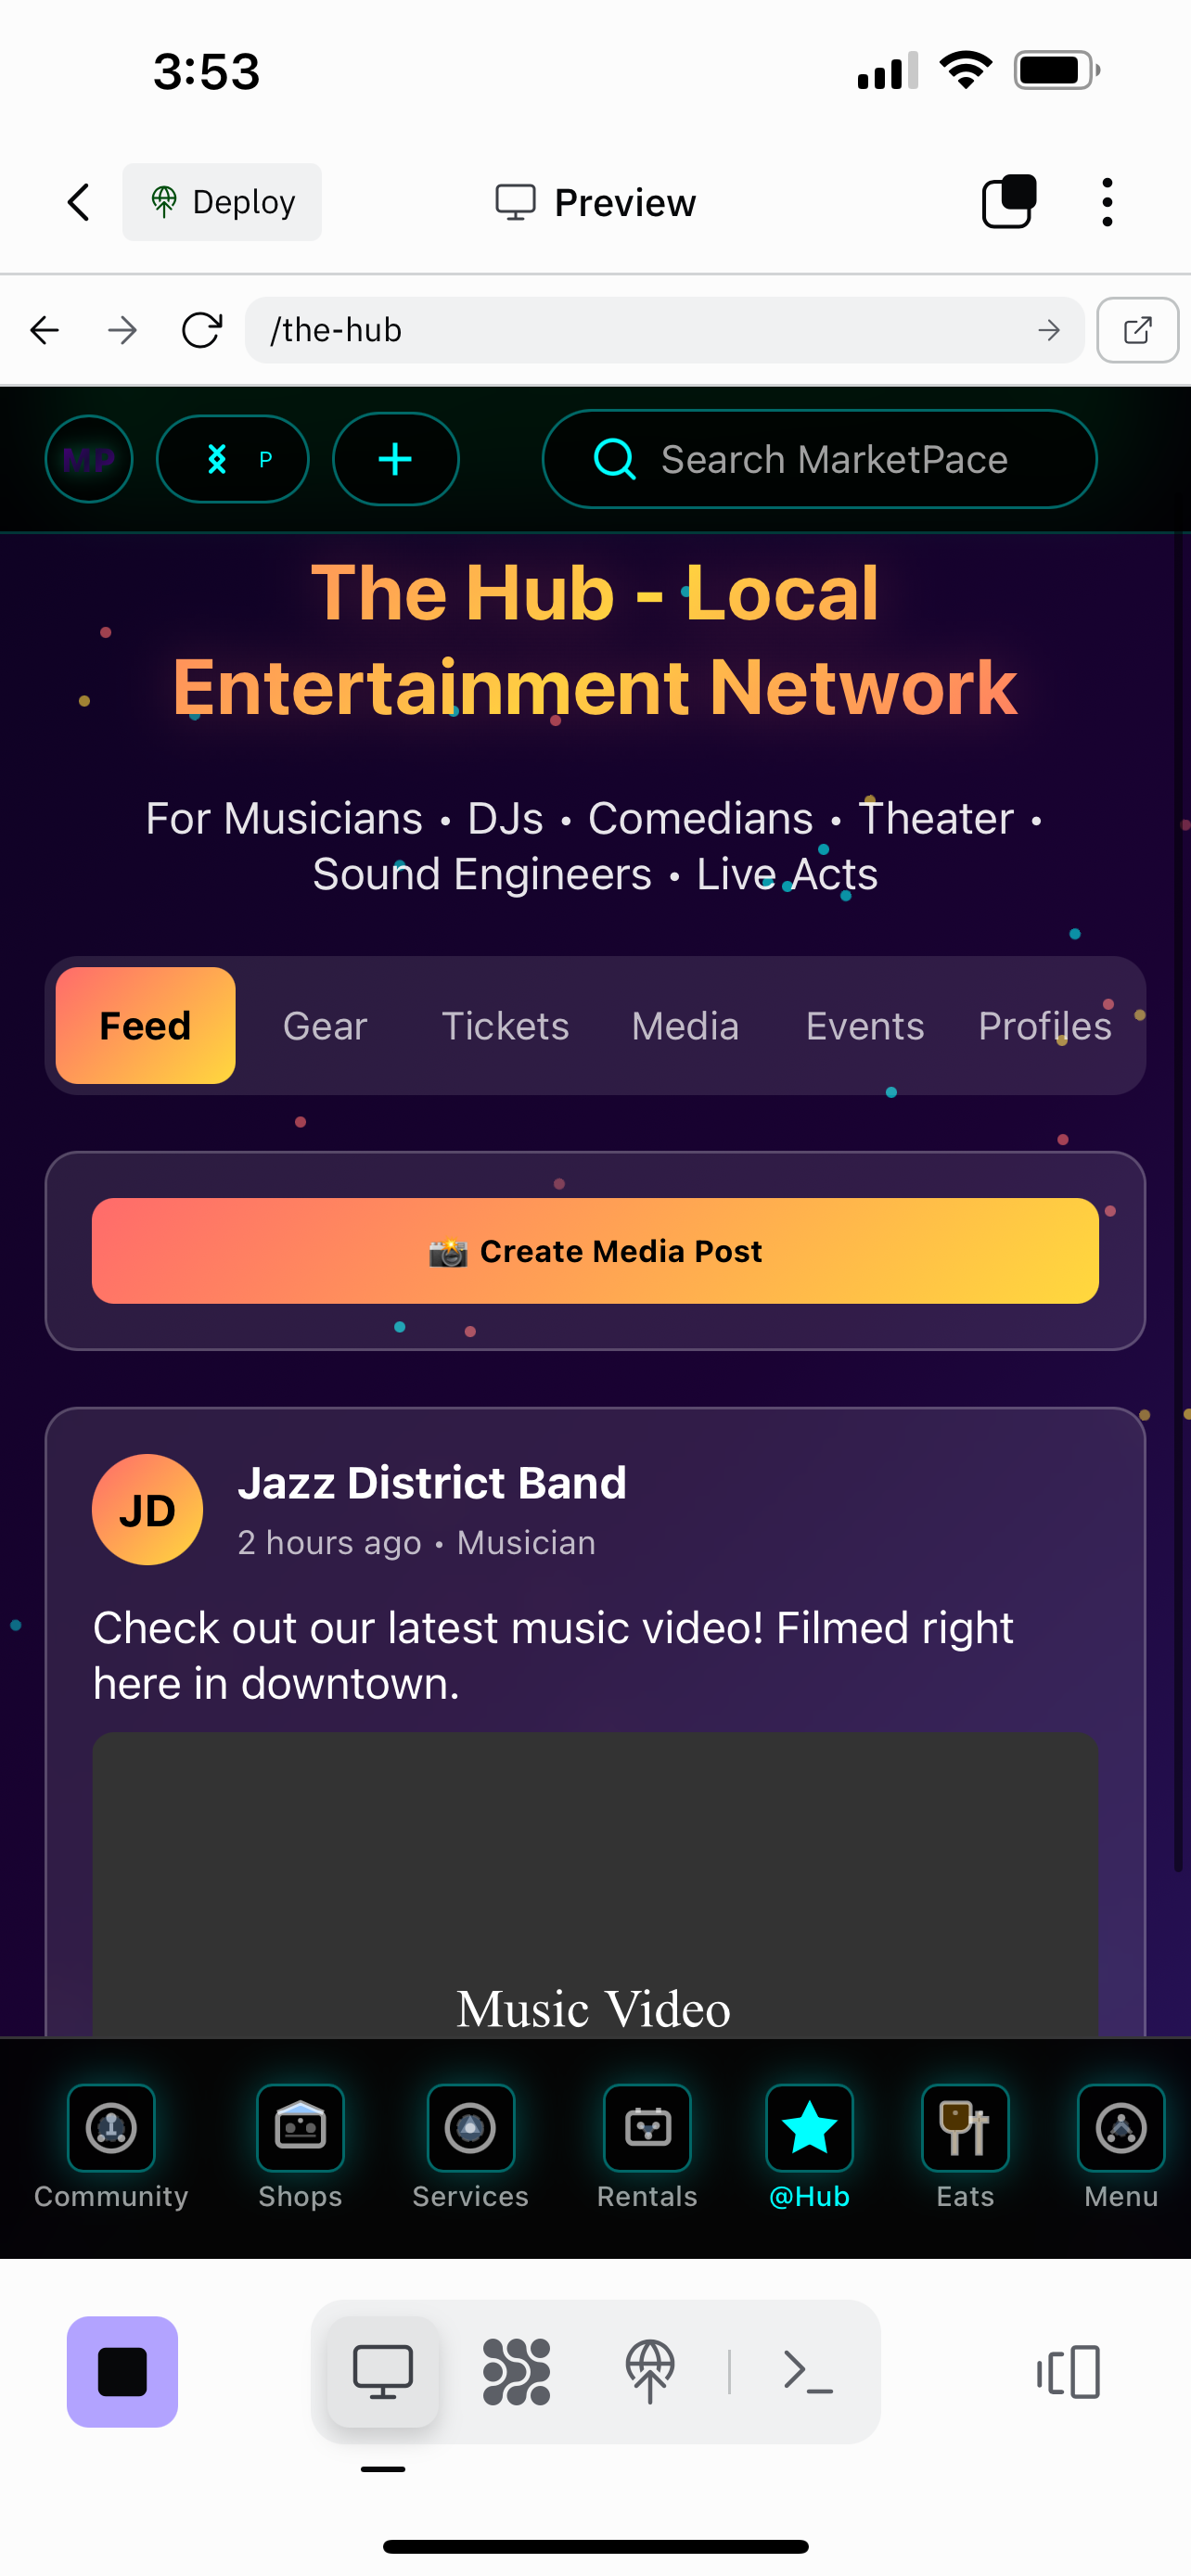 3:53
Deploy
Preview
/the-hub
MP
P
Search MarketPace
The Hub - Local
Entertainment Network
For Musicians • DJs • Comedians • Theater •
Sound Engineers • Live Acts
Feed Gear Tickets Media Events Profiles
📸 Create Media Post
JD
Jazz District Band
2 hours ago • Musician
Check out our latest music video! Filmed right
here in downtown.
Music Video
Community Shops Services Rentals @Hub Eats Menu